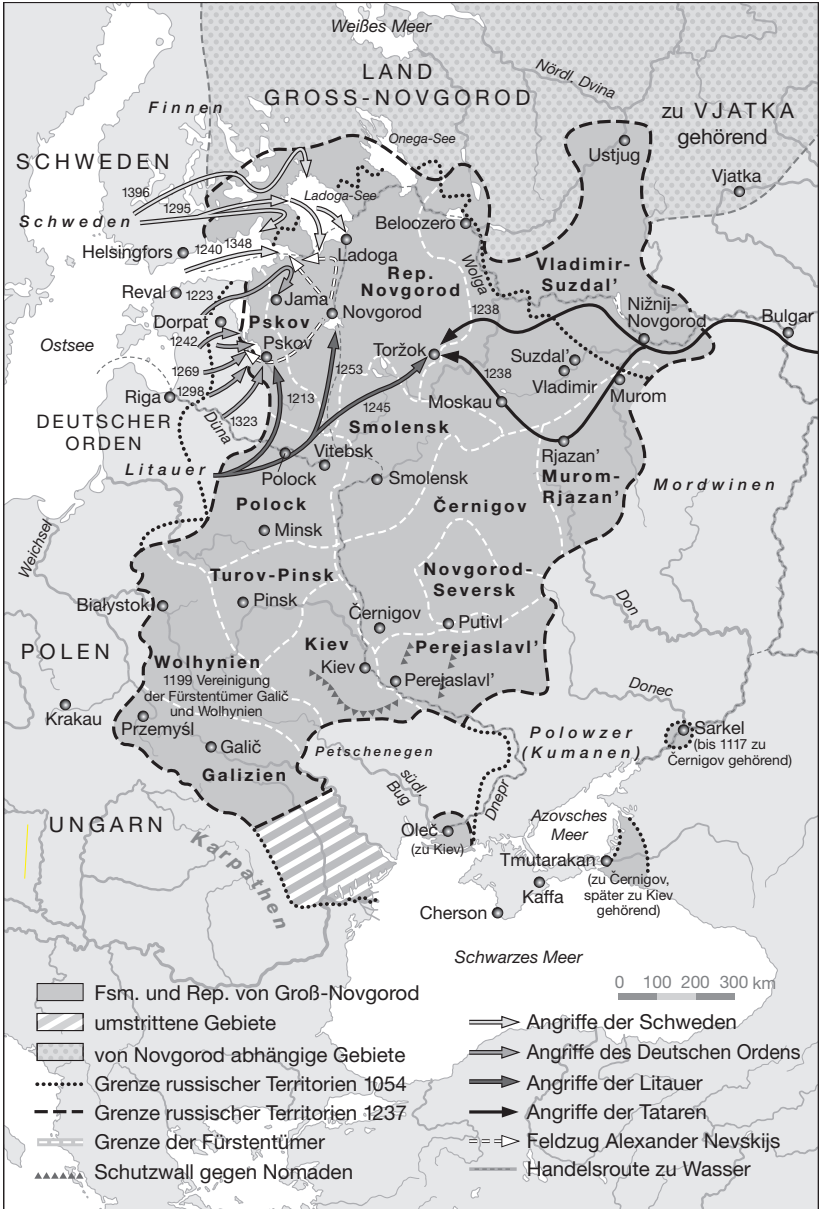 Weißes Meer
LAND
GROSS-NOVGOROD
Nördl. Dvina
zu VJATKA
gehörend
Finnen
Onega-See
Ustjug
SCHWEDEN
Vjatka
1396
1295
Ladoga-See
Schweden
Beloozero
Helsingfors
1240
1348
Ladoga
Rep.
Novgorod
Wolga
Vladimir-
Suzdal’
Reval
1223
Jama
Novgorod
1238
Nižnij-
Novgorod
Bulgar
Dorpat
Pskov
Ostsee
1242
Pskov
Toržok
Suzdal’
1269
1253
1238
Vladimir
Murom
Riga
1298
1213
1245
Moskau
DEUTSCHER
ORDEN
Düna
1323
Smolensk
Litauer
Vitebsk
Rjazan’
Polock
Smolensk
Murom-
Rjazan’
Mordwinen
Polock
Černigov
Weichsel
Minsk
Turov-Pinsk
Novgorod-
Seversk
Don
Białystok
Pinsk
Černigov
Putivl
POLEN
Kiev
Perejaslavl’
Wolhynien
1199 Vereinigung
der Fürstentümer Galič
und Wolhynien
Kiev
Perejaslavl’
Donec
Krakau
Przemyśl
Galič
Petschenegen
Polowzer
(Kumanen)
Sarkel
(bis 1117 zu
Černigov gehörend)
Galizien
südl.
Bug
Dnepr
UNGARN
Karpathen
Oleč
(zu Kiev)
Azovsches
Meer
Tmutarakan
(zu Černigov,
später zu Kiev
gehörend)
Kaffa
Cherson
Schwarzes Meer
0 100 200 300 km
Fsm. und Rep. von Groß-Novgorod
umstrittene Gebiete
von Novgorod abhängige Gebiete
Grenze russischer Territorien 1054
Grenze russischer Territorien 1237
Grenze der Fürstentümer
Schutzwall gegen Nomaden
Angriffe der Schweden
Angriffe des Deutschen Ordens
Angriffe der Litauer
Angriffe der Tataren
Feldzug Alexander Nevskijs
Handelsroute zu Wasser